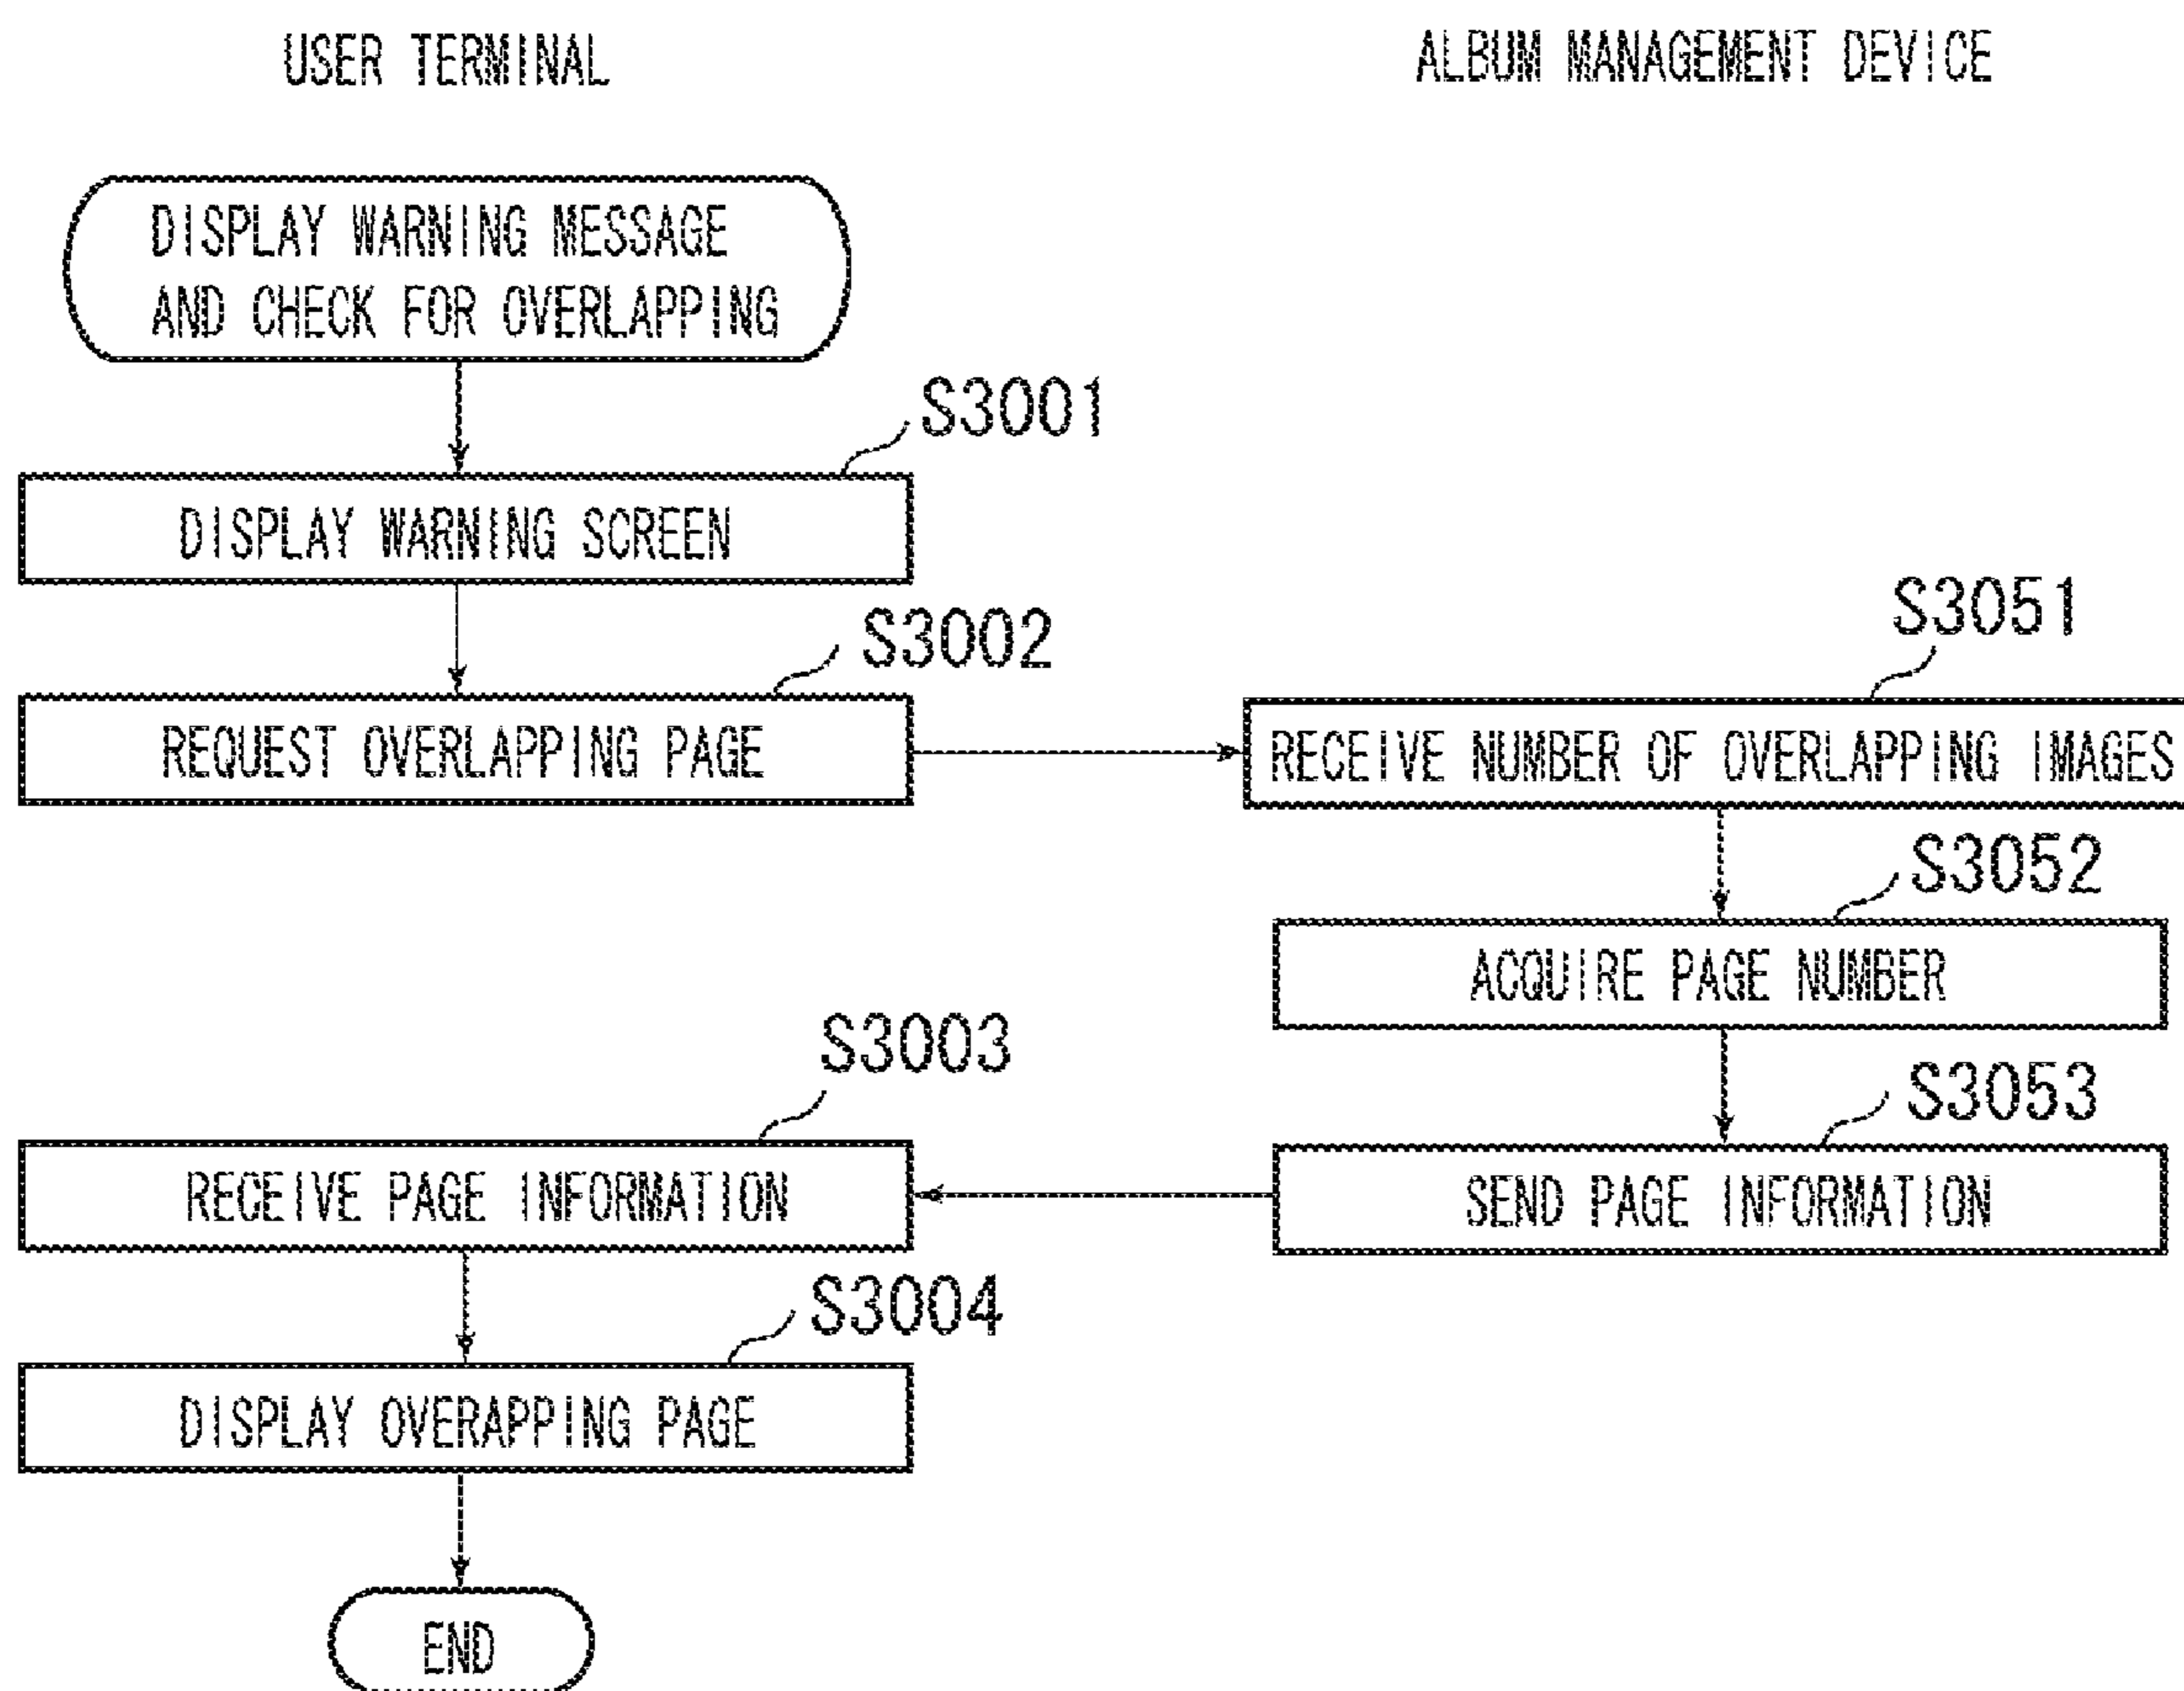 USER TERMINAL
ALBUM MANAGEMENT DEVICE
DISPLAY WARNING MESSAGE
AND CHECK FOR OVERLAPPING
S3001
DISPLAY WARNING SCREEN
S3002
REQUEST OVERLAPPING PAGE
S3051
RECEIVE NUMBER OF OVERLAPPING IMAGES
S3052
ACQUIRE PAGE NUMBER
S3053
SEND PAGE INFORMATION
S3003
RECEIVE PAGE INFORMATION
S3004
DISPLAY OVERAPPING PAGE
END